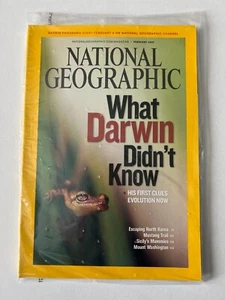 NATIONAL
GEOGRAPHIC
What
Darwin
Didn't
Know
HIS FIRST CLUES
EVOLUTION NOW
Escaping North Korea
Mustang Trail
Sicily's Mummies
Mount Washington